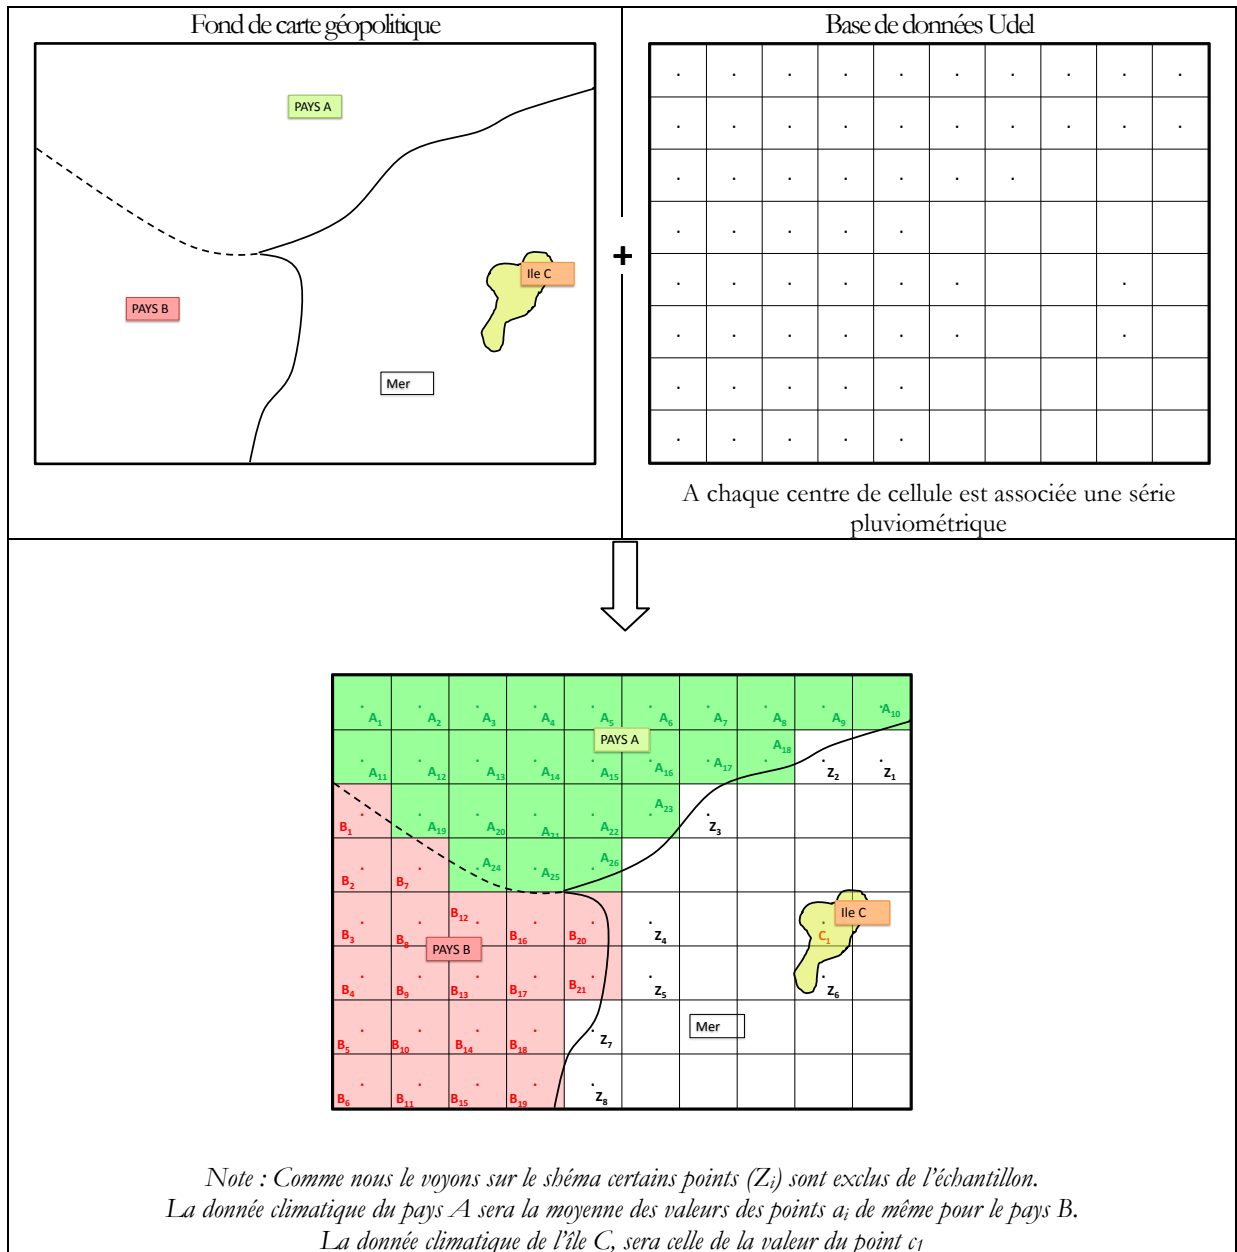 Fond de carte géopolitique
PAYS A
PAYS B
Ile C
Mer
+
Base de données Udel
A chaque centre de cellule est associée une série
pluviométrique
A1 A2 A3 A4 A5 A6 A7 A8 A9 A10
PAYS A
A11 A12 A13 A14 A15 A16 A17 A18 Z2 Z1
B1 A19 A20 A21 A22 A23 Z3
B2 B7 A24 A25 A26
B3 B8 B12 B16 B20 Z4 C1 Ile C
PAYS B
B4 B9 B13 B17 B21 Z5 Z6
B5 B10 B14 B18 Z7 Mer
B6 B11 B15 B19 Z8
Note : Comme nous le voyons sur le shéma certains points (Zi) sont exclus de l'échantillon.
La donnée climatique du pays A sera la moyenne des valeurs des points ai de même pour le pays B.
La donnée climatique de l'île C, sera celle de la valeur du point c1